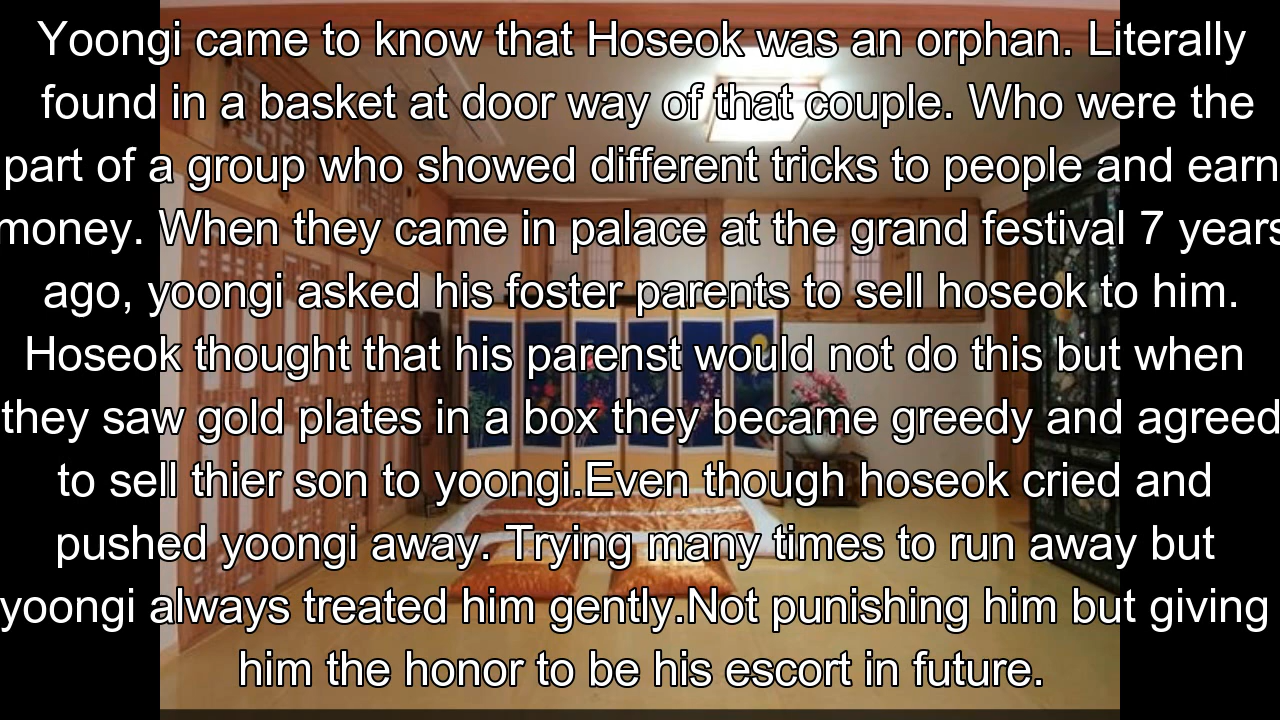 Yoongi came to know that Hoseok was an orphan. Literally
found in a basket at door way of that couple. Who were the
part of a group who showed different tricks to people and earn
money. When they came in palace at the grand festival 7 years
ago, yoongi asked his foster parents to sell hoseok to him.
Hoseok thought that his parenst would not do this but when
they saw gold plates in a box they became greedy and agreed
to sell thier son to yoongi.Even though hoseok cried and
pushed yoongi away. Trying many times to run away but
yoongi always treated him gently.Not punishing him but giving
him the honor to be his escort in future.